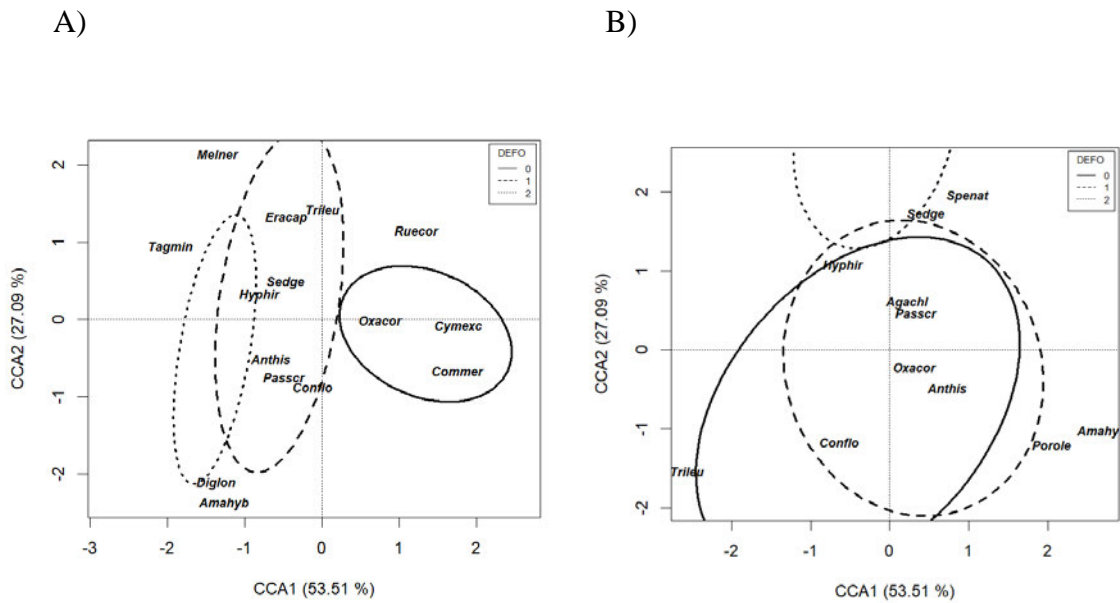 A)
B)
Melner
DEFO
0
1
2
Eracap
Trileu
Ruecor
Tagmin
Sedge
Hyphir
Oxacor
Cymexc
Anthis
Passcr
Conflo
Commer
Diglon
Amahyb
2
1
0
-1
-2
CCA2 (27.09 %)
-3 -2 -1 0 1 2
CCA1 (53.51 %)
DEFO
0
1
2
Spenat
Sedge
Hyphir
Agachl
Passcr
Oxacor
Anthis
Conflo
Porole
Amahy
Trileu
2
1
0
-1
-2
CCA2 (27.09 %)
-2 -1 0 1 2
CCA1 (53.51 %)